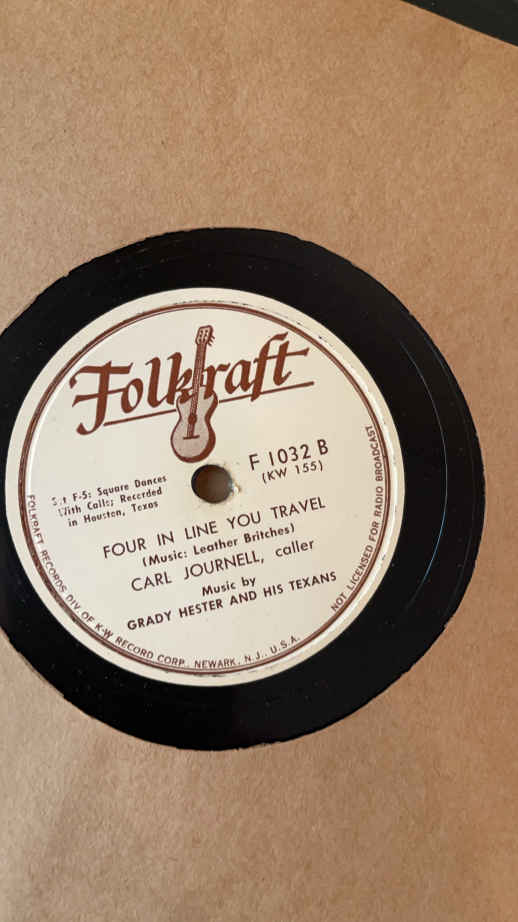 Folkraft
F 1032 B
(KW 155)
Set F-5: Square Dances
With Calls; Recorded
in Houston, Texas
FOUR IN LINE YOU TRAVEL
(Music: Leather Britches)
CARL JOURNELL, caller
Music by
GRADY HESTER AND HIS TEXANS
FOLKRAFT RECORDS DIV. OF K-W RECORD CORP., NEWARK, N.J., U.S.A.
NOT LICENSED FOR RADIO BROADCAST